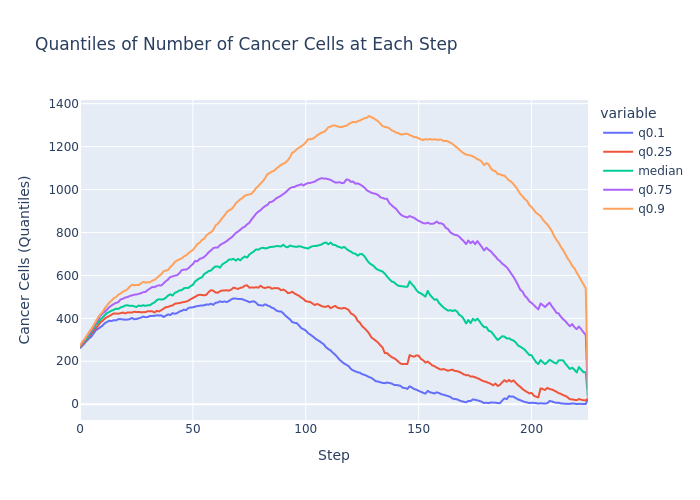 Quantiles of Number of Cancer Cells at Each Step
variable
q0.1
q0.25
median
q0.75
q0.9
Cancer Cells (Quantiles)
1400
1200
1000
800
600
400
200
0
0 50 100 150 200
Step